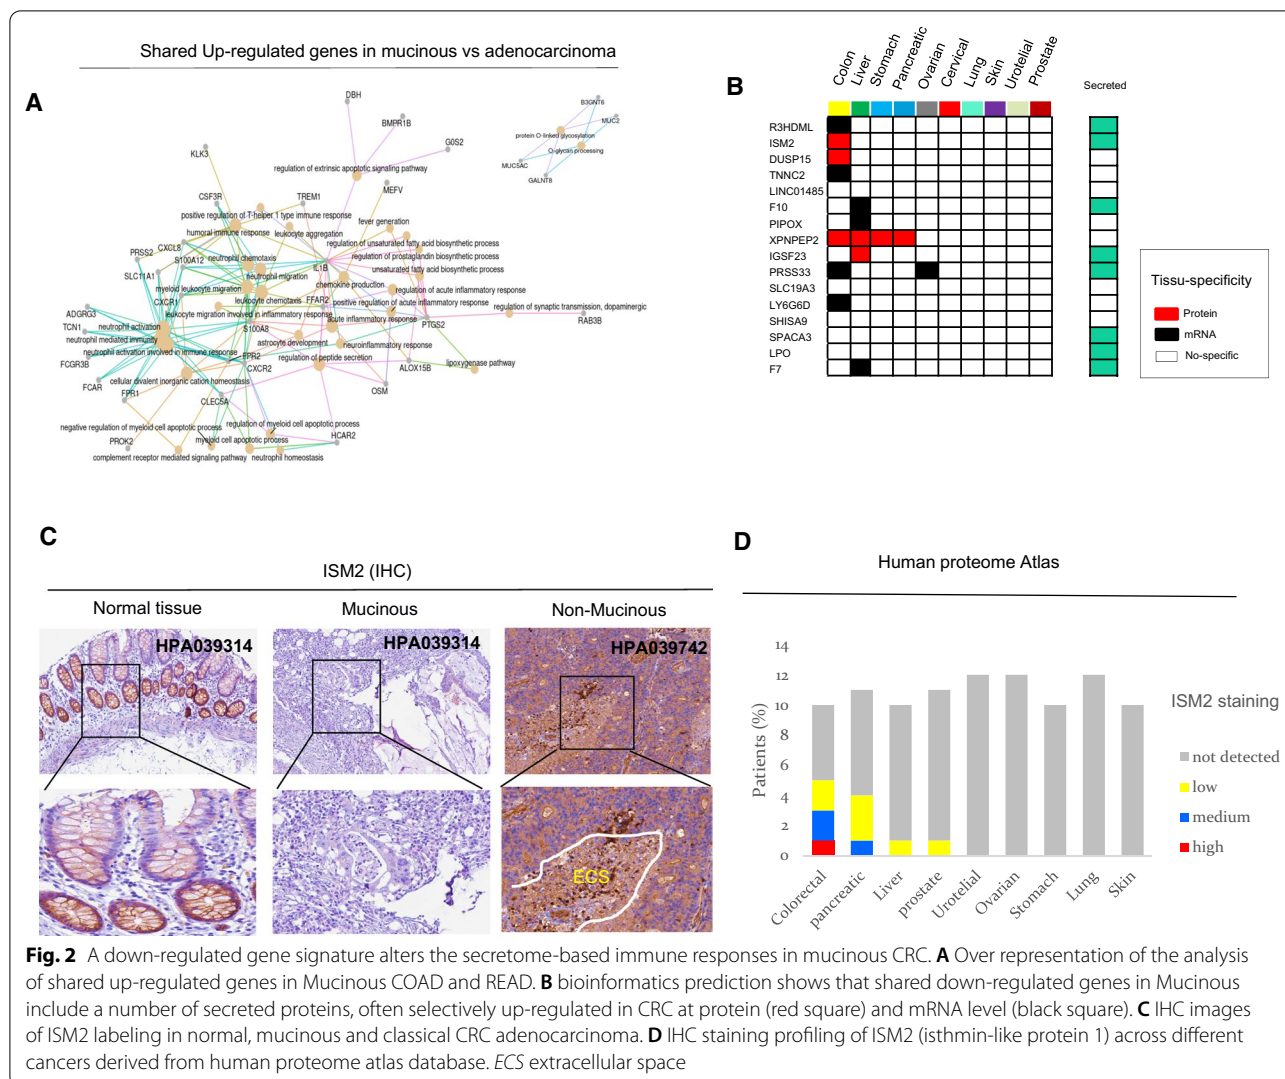 Shared Up-regulated genes in mucinous vs adenocarcinoma
A
DBH
BMPR1B
G0S2
KLK3
regulation of extrinsic apoptotic signaling pathway
MEFV
CSF3R
TREM1
positive regulation of T-helper 1 type immune response
fever generation
humoral immune response
leukocyte aggregation
regulation of unsaturated fatty acid biosynthetic process
CXCL8
PRSS2
neutrophil chemotaxis
regulation of prostaglandin biosynthetic process
S100A12
IL1B
unsaturated fatty acid biosynthetic process
SLC11A1
neutrophil migration
chemokine production
myeloid leukocyte migration
regulation of acute inflammatory response
CXCR1
leukocyte chemotaxis
FFAR2
positive regulation of acute inflammatory response
regulation of synaptic transmission, dopaminergic
ADGRG3
leukocyte migration involved in inflammatory response
acute inflammatory response
PTGS2
RAB3B
TCN1
neutrophil activation
S100A8
neutrophil mediated immunity
astrocyte development
neuroinflammatory response
neutrophil activation involved in immune response
FPR2
regulation of peptide secretion
FCGR3B
CXCR2
ALOX15B
lipoxygenase pathway
FCAR
cellular divalent inorganic cation homeostasis
OSM
FPR1
CLEC5A
negative regulation of myeloid cell apoptotic process
regulation of myeloid cell apoptotic process
PROK2
myeloid cell apoptotic process
HCAR2
complement receptor mediated signaling pathway
neutrophil homeostasis
B3GNT6
MUC2
protein O-linked glycosylation
O-glycan processing
MUC5AC
GALNT8
B
Colon
Liver
Stomach
Pancreatic
Ovarian
Cervical
Lung
Skin
Urotelial
Prostate
Secreted
R3HDML
ISM2
DUSP15
TNNC2
LINC01485
F10
PIPOX
XPNPEP2
IGSF23
PRSS33
SLC19A3
LY6G6D
SHISA9
SPACA3
LPO
F7
Tissu-specificity
Protein
mRNA
No-specific
C
ISM2 (IHC)
Normal tissue
Mucinous
Non-Mucinous
HPA039314
HPA039314
HPA039742
ECS
D
Human proteome Atlas
Patients (%)
14
12
10
8
6
4
2
0
Colorectal
pancreatic
Liver
prostate
Urotelial
Ovarian
Stomach
Lung
Skin
ISM2 staining
not detected
low
medium
high
Fig. 2 A down-regulated gene signature alters the secretome-based immune responses in mucinous CRC. A Over representation of the analysis
of shared up-regulated genes in Mucinous COAD and READ. B bioinformatics prediction shows that shared down-regulated genes in Mucinous
include a number of secreted proteins, often selectively up-regulated in CRC at protein (red square) and mRNA level (black square). C IHC images
of ISM2 labeling in normal, mucinous and classical CRC adenocarcinoma. D IHC staining profiling of ISM2 (isthmin-like protein 1) across different
cancers derived from human proteome atlas database. ECS extracellular space